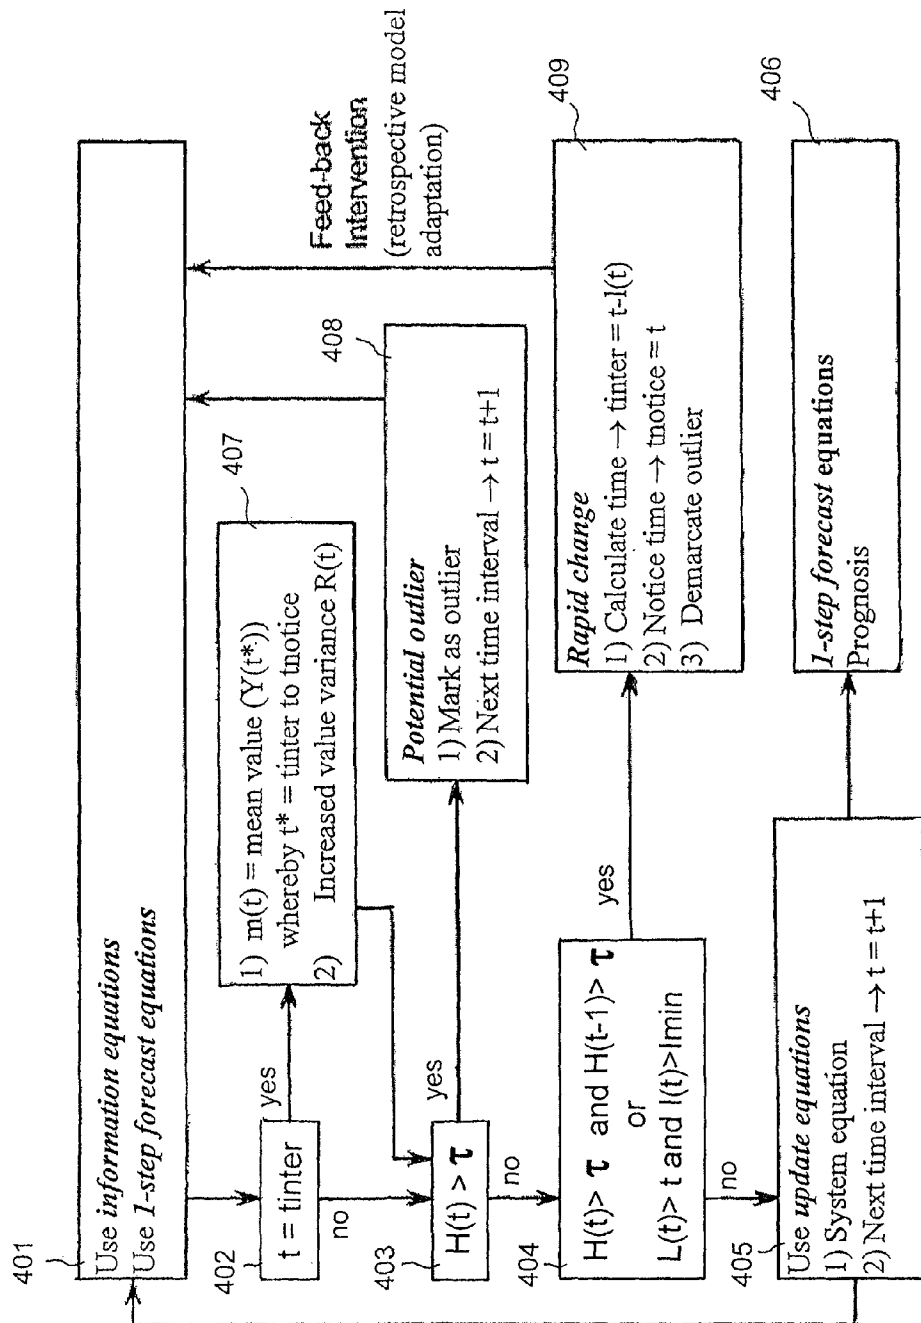 401
Use information equations
Use 1-step forecast equations
402
t = tinter
yes
no
407
1) m(t) = mean value (Y(t*))
whereby t* = tinter to tnotice
2) Increased value variance R(t)
403
H(t) > τ
yes
no
408
Potential outlier
1) Mark as outlier
2) Next time interval → t = t+1
Feed-back
Intervention
(retrospective model
adaptation)
404
H(t)> τ and H(t-1)> τ
or
L(t)> t and l(t)>lmin
yes
no
409
Rapid change
1) Calculate time → tinter = t-l(t)
2) Notice time → tnotice = t
3) Demarcate outlier
405
Use update equations
1) System equation
2) Next time interval → t = t+1
406
1-step forecast equations
Prognosis